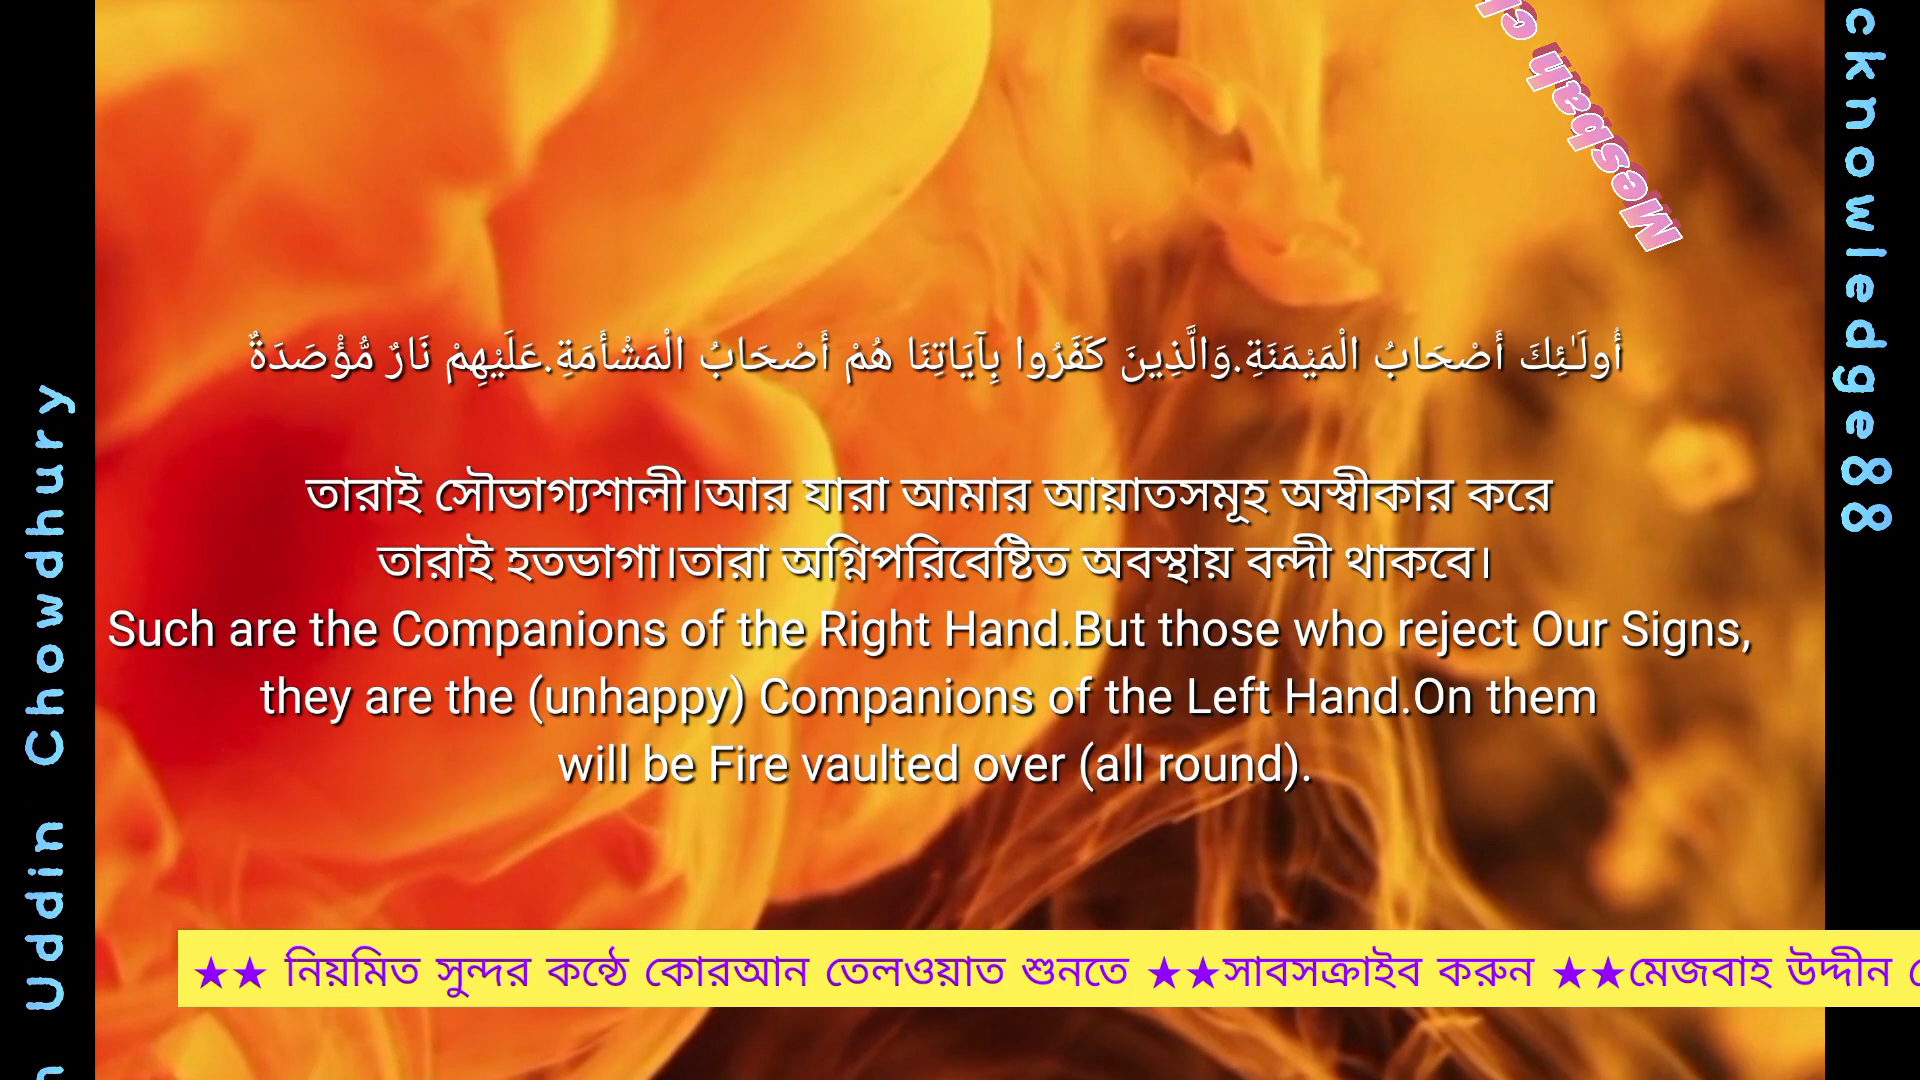 أُولَـٰئِكَ أَصْحَابُ الْمَيْمَنَةِ.وَالَّذِينَ كَفَرُوا بِآيَاتِنَا هُمْ أَصْحَابُ الْمَشْأَمَةِ.عَلَيْهِمْ نَارٌ مُّؤْصَدَةٌ
তারাই সৌভাগ্যশালী।আর যারা আমার আয়াতসমূহ অস্বীকার করে
তারাই হতভাগা।তারা অগ্নিপরিবেষ্টিত অবস্থায় বন্দী থাকবে।
Such are the Companions of the Right Hand.But those who reject Our Signs,
they are the (unhappy) Companions of the Left Hand.On them
will be Fire vaulted over (all round).
★★ নিয়মিত সুন্দর কন্ঠে কোরআন তেলওয়াত শুনতে ★★সাবসক্রাইব করুন ★★মেজবাহ উদ্দীন
Uddin Chowdhury
cknowledge88
Mesbah